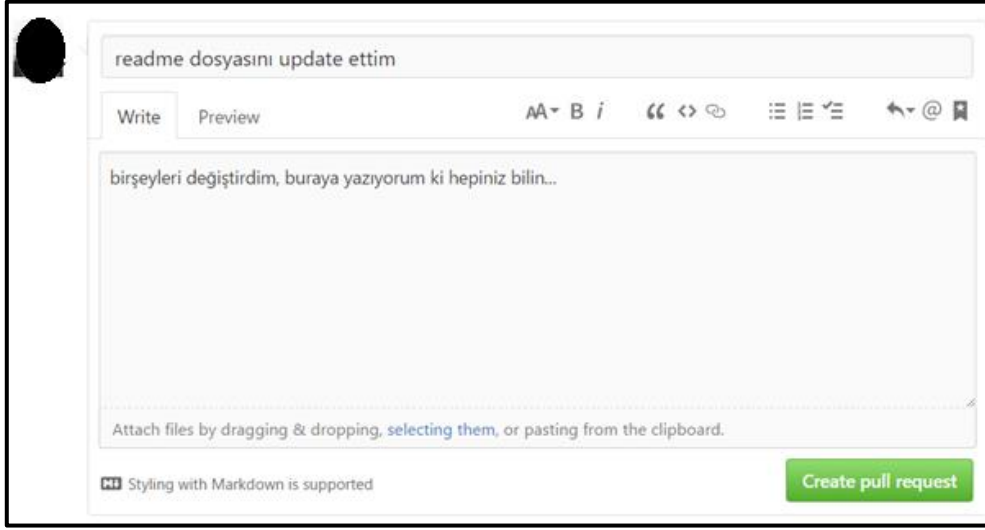 readme dosyasını update ettim
Write Preview AA B i
birşeyleri değiştirdim, buraya yazıyorum ki hepiniz bilin...
Attach files by dragging & dropping, selecting them, or pasting from the clipboard.
Styling with Markdown is supported
Create pull request